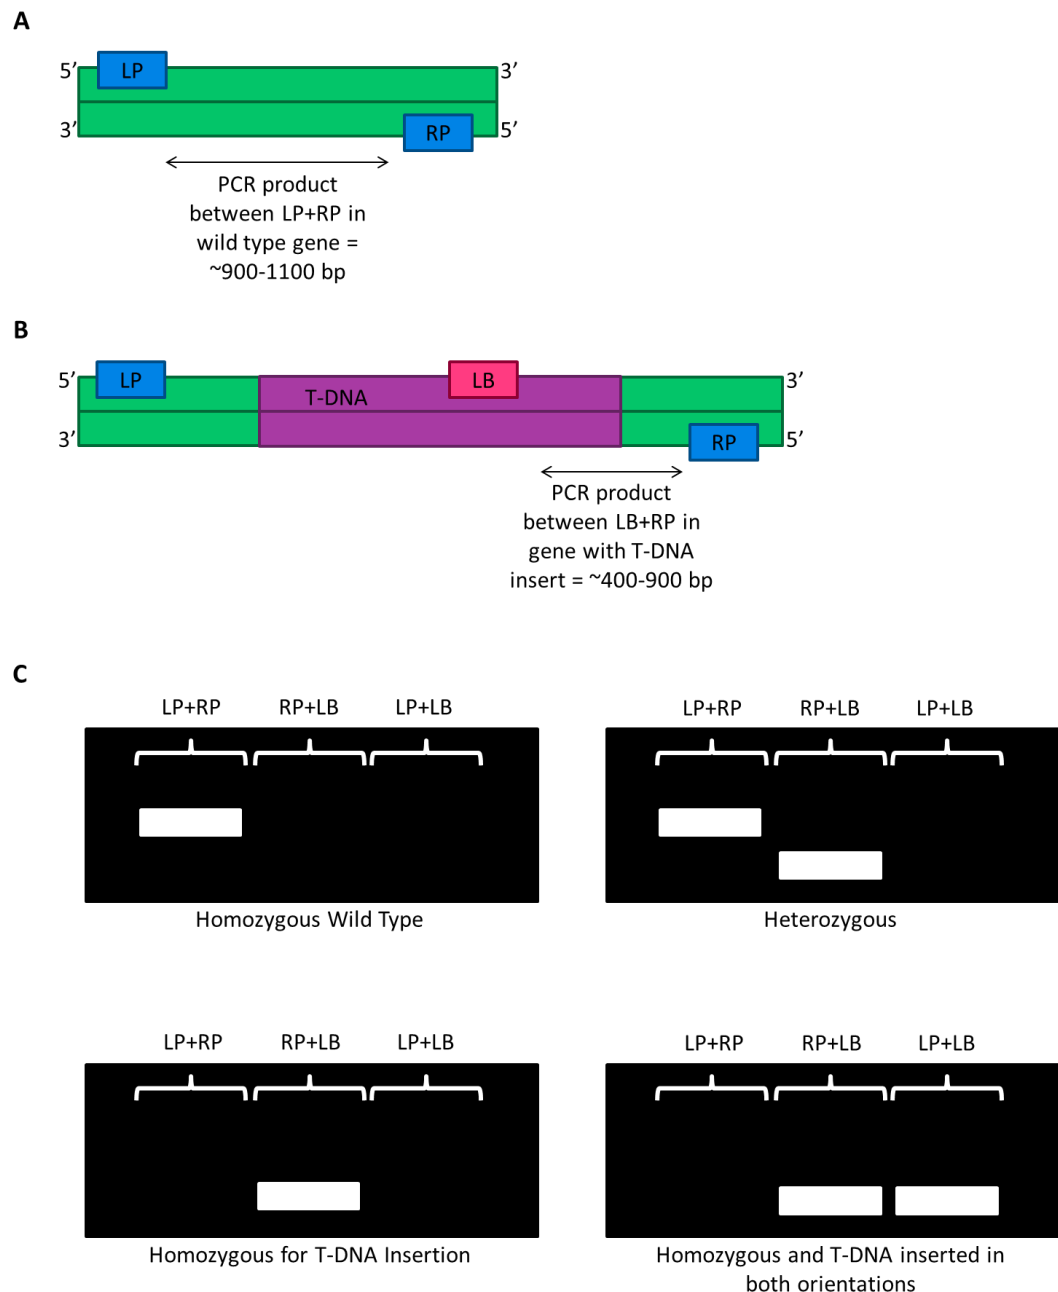 A
5’ LP 3’
3’ RP 5’
PCR product
between LP+RP in
wild type gene =
~900-1100 bp
B
5’ LP LB 3’
T-DNA
3’ RP 5’
PCR product
between LB+RP in
gene with T-DNA
insert = ~400-900 bp
C
LP+RP RP+LB LP+LB
Homozygous Wild Type
LP+RP RP+LB LP+LB
Heterozygous
LP+RP RP+LB LP+LB
Homozygous for T-DNA Insertion
LP+RP RP+LB LP+LB
Homozygous and T-DNA inserted in
both orientations